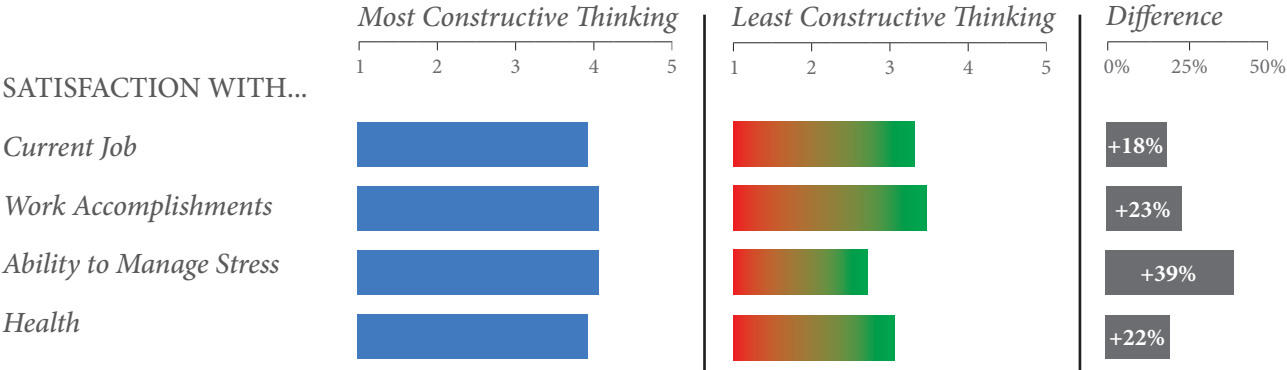 Most Constructive Thinking
Least Constructive Thinking
Difference
1 2 3 4 5
1 2 3 4 5
0% 25% 50%
SATISFACTION WITH...
Current Job
+18%
Work Accomplishments
+23%
Ability to Manage Stress
+39%
Health
+22%